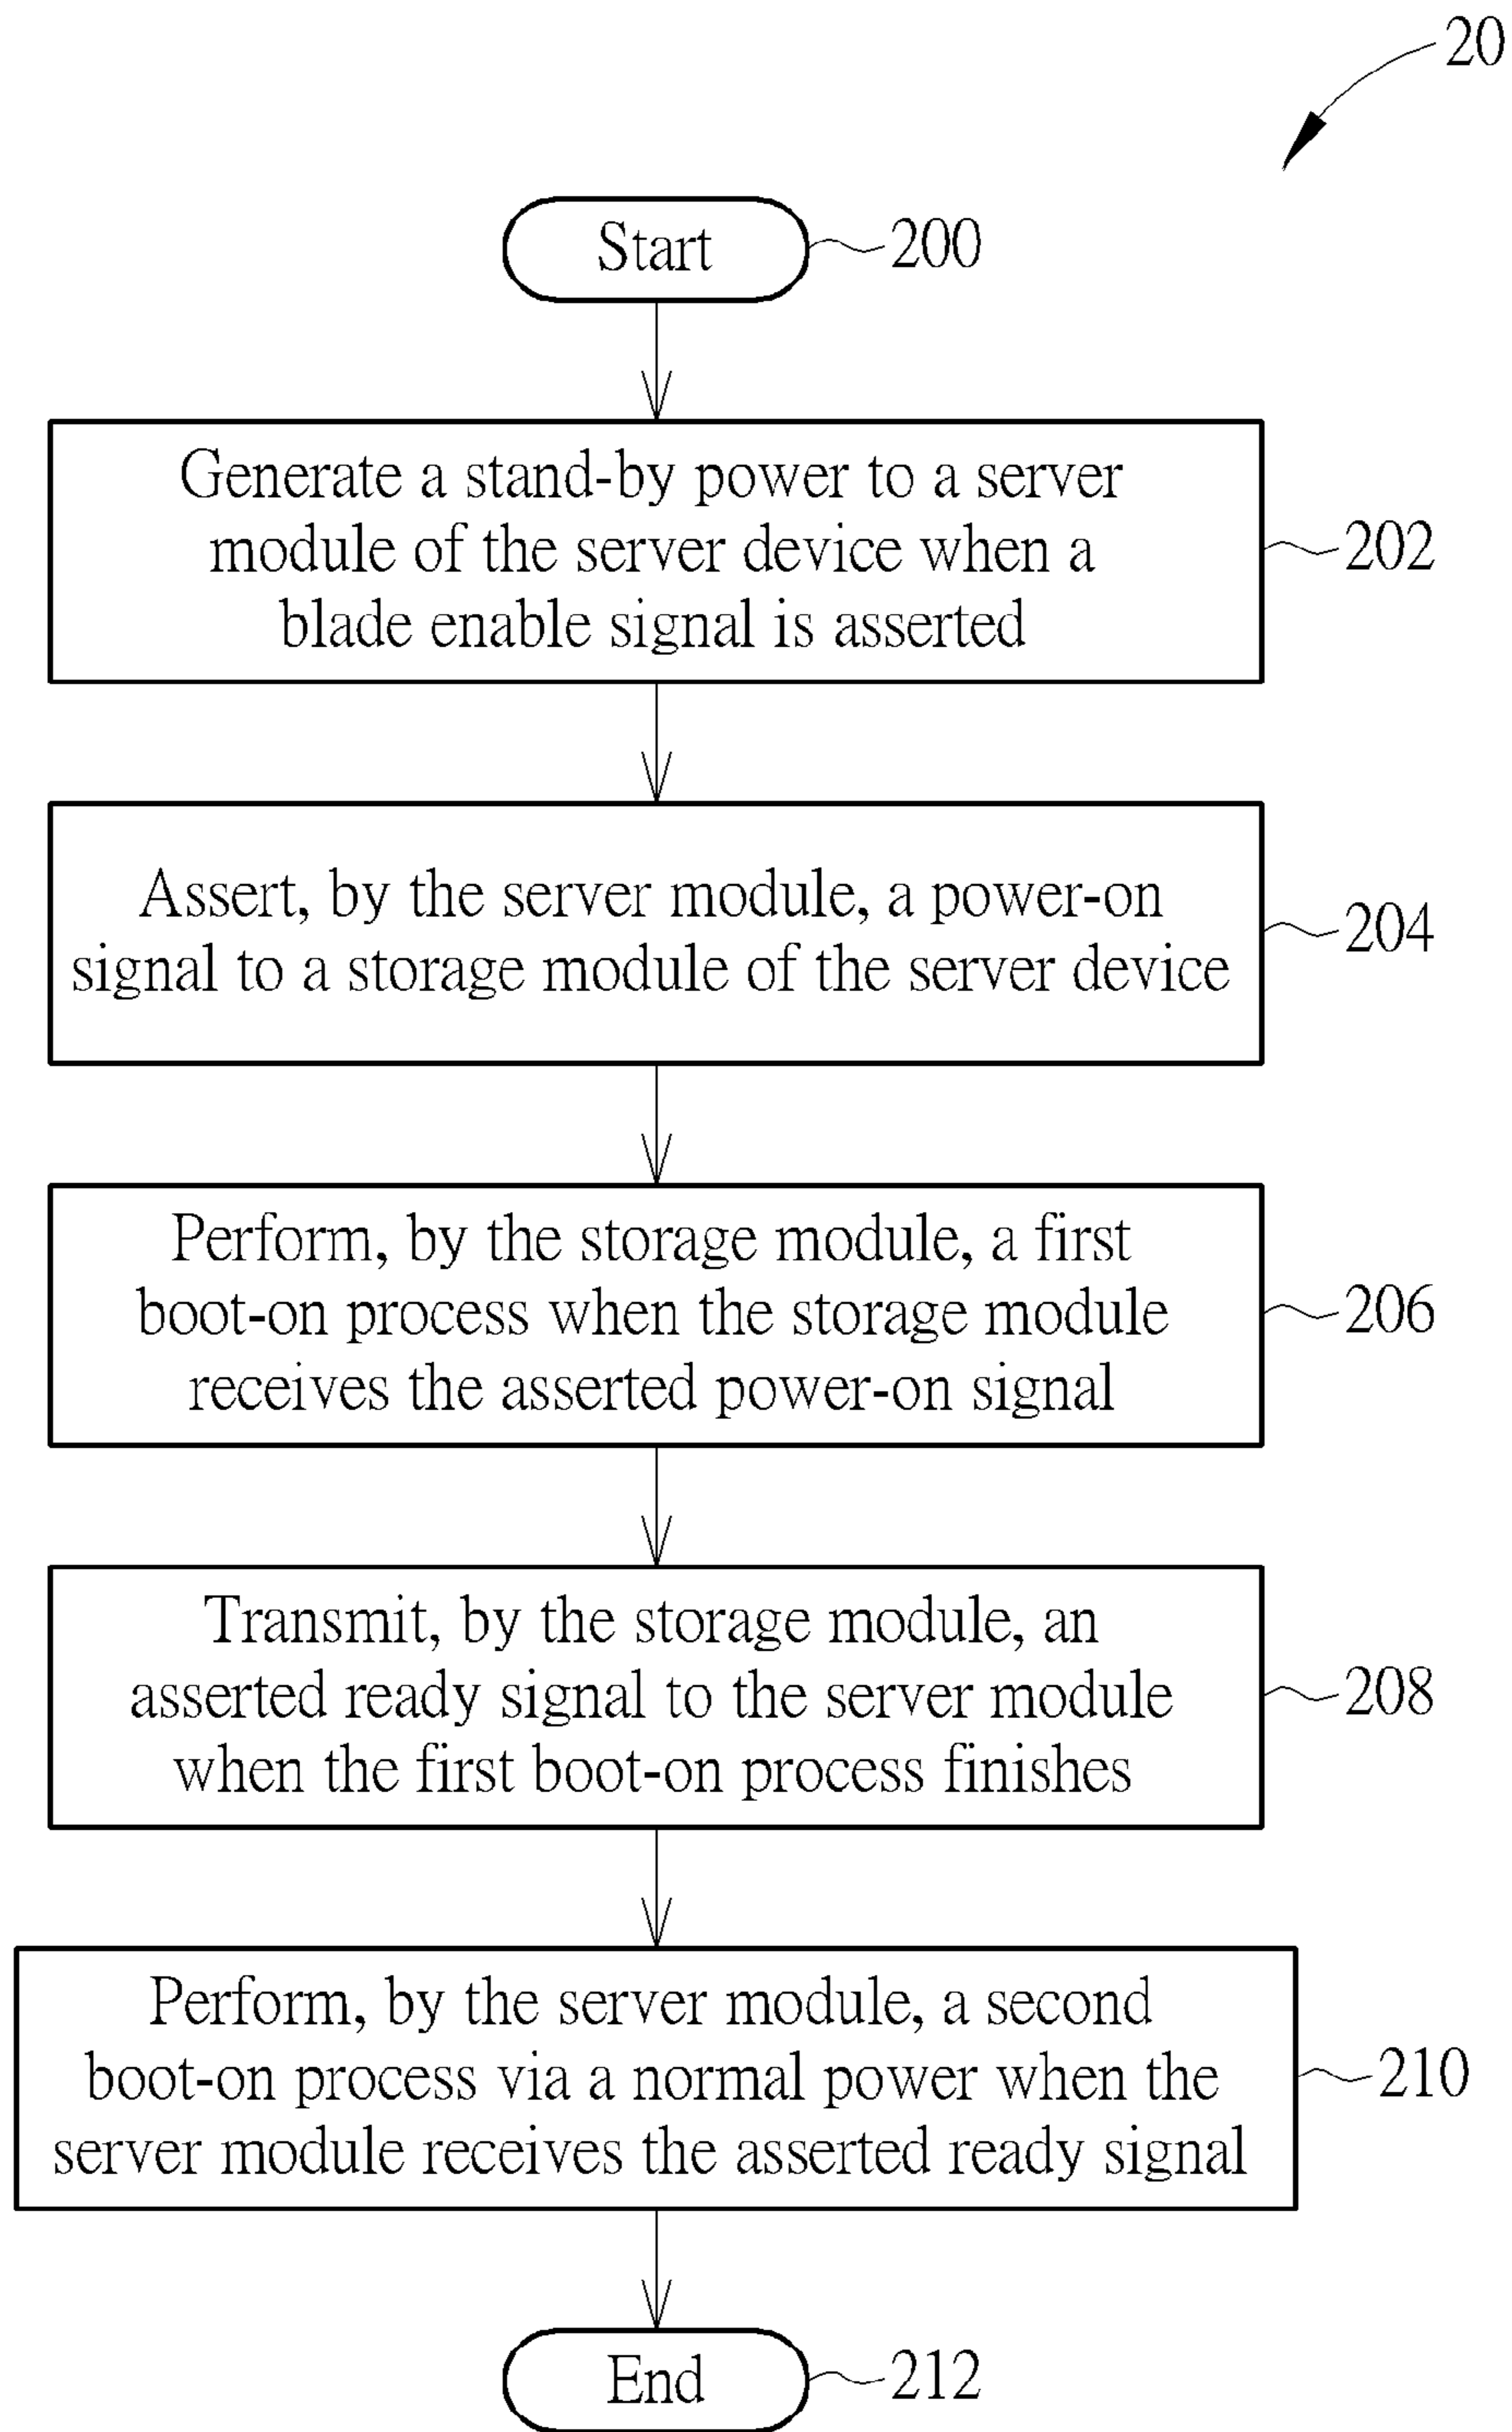 20
Start
200
Generate a stand-by power to a server
module of the server device when a
blade enable signal is asserted
202
Assert, by the server module, a power-on
signal to a storage module of the server device
204
Perform, by the storage module, a first
boot-on process when the storage module
receives the asserted power-on signal
206
Transmit, by the storage module, an
asserted ready signal to the server module
when the first boot-on process finishes
208
Perform, by the server module, a second
boot-on process via a normal power when the
server module receives the asserted ready signal
210
End
212